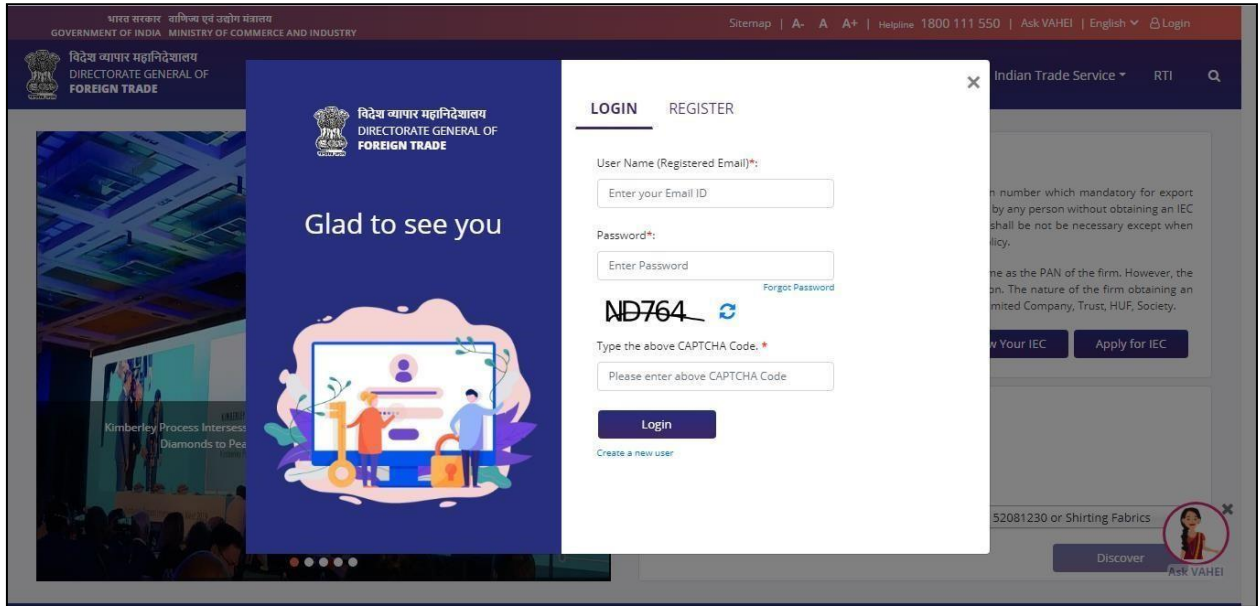 भारत सरकार वाणिज्य एवं उद्योग मंत्रालय
GOVERNMENT OF INDIA MINISTRY OF COMMERCE AND INDUSTRY
Sitemap | A- A A+ | Helpline 1800 111 550 | Ask VAHEI | English Login
विदेश व्यापार महानिदेशालय
DIRECTORATE GENERAL OF
FOREIGN TRADE
Indian Trade Service RTI
विदेश व्यापार महानिदेशालय
DIRECTORATE GENERAL OF
FOREIGN TRADE
Glad to see you
LOGIN REGISTER
User Name (Registered Email)*:
Enter your Email ID
Password*:
Enter Password
Forgot Password
ND764
Type the above CAPTCHA Code. *
Please enter above CAPTCHA Code
Login
Create a new user
number which mandatory for export
by any person without obtaining an IEC
shall be not be necessary except when
me as the PAN of the firm. However, the
The nature of the firm obtaining an
Company, Trust, HUF, Society.
Your IEC Apply for IEC
Kimberley Process
Diamonds to
52081230 or Shirting Fabrics
Discover
Ask VAHEI